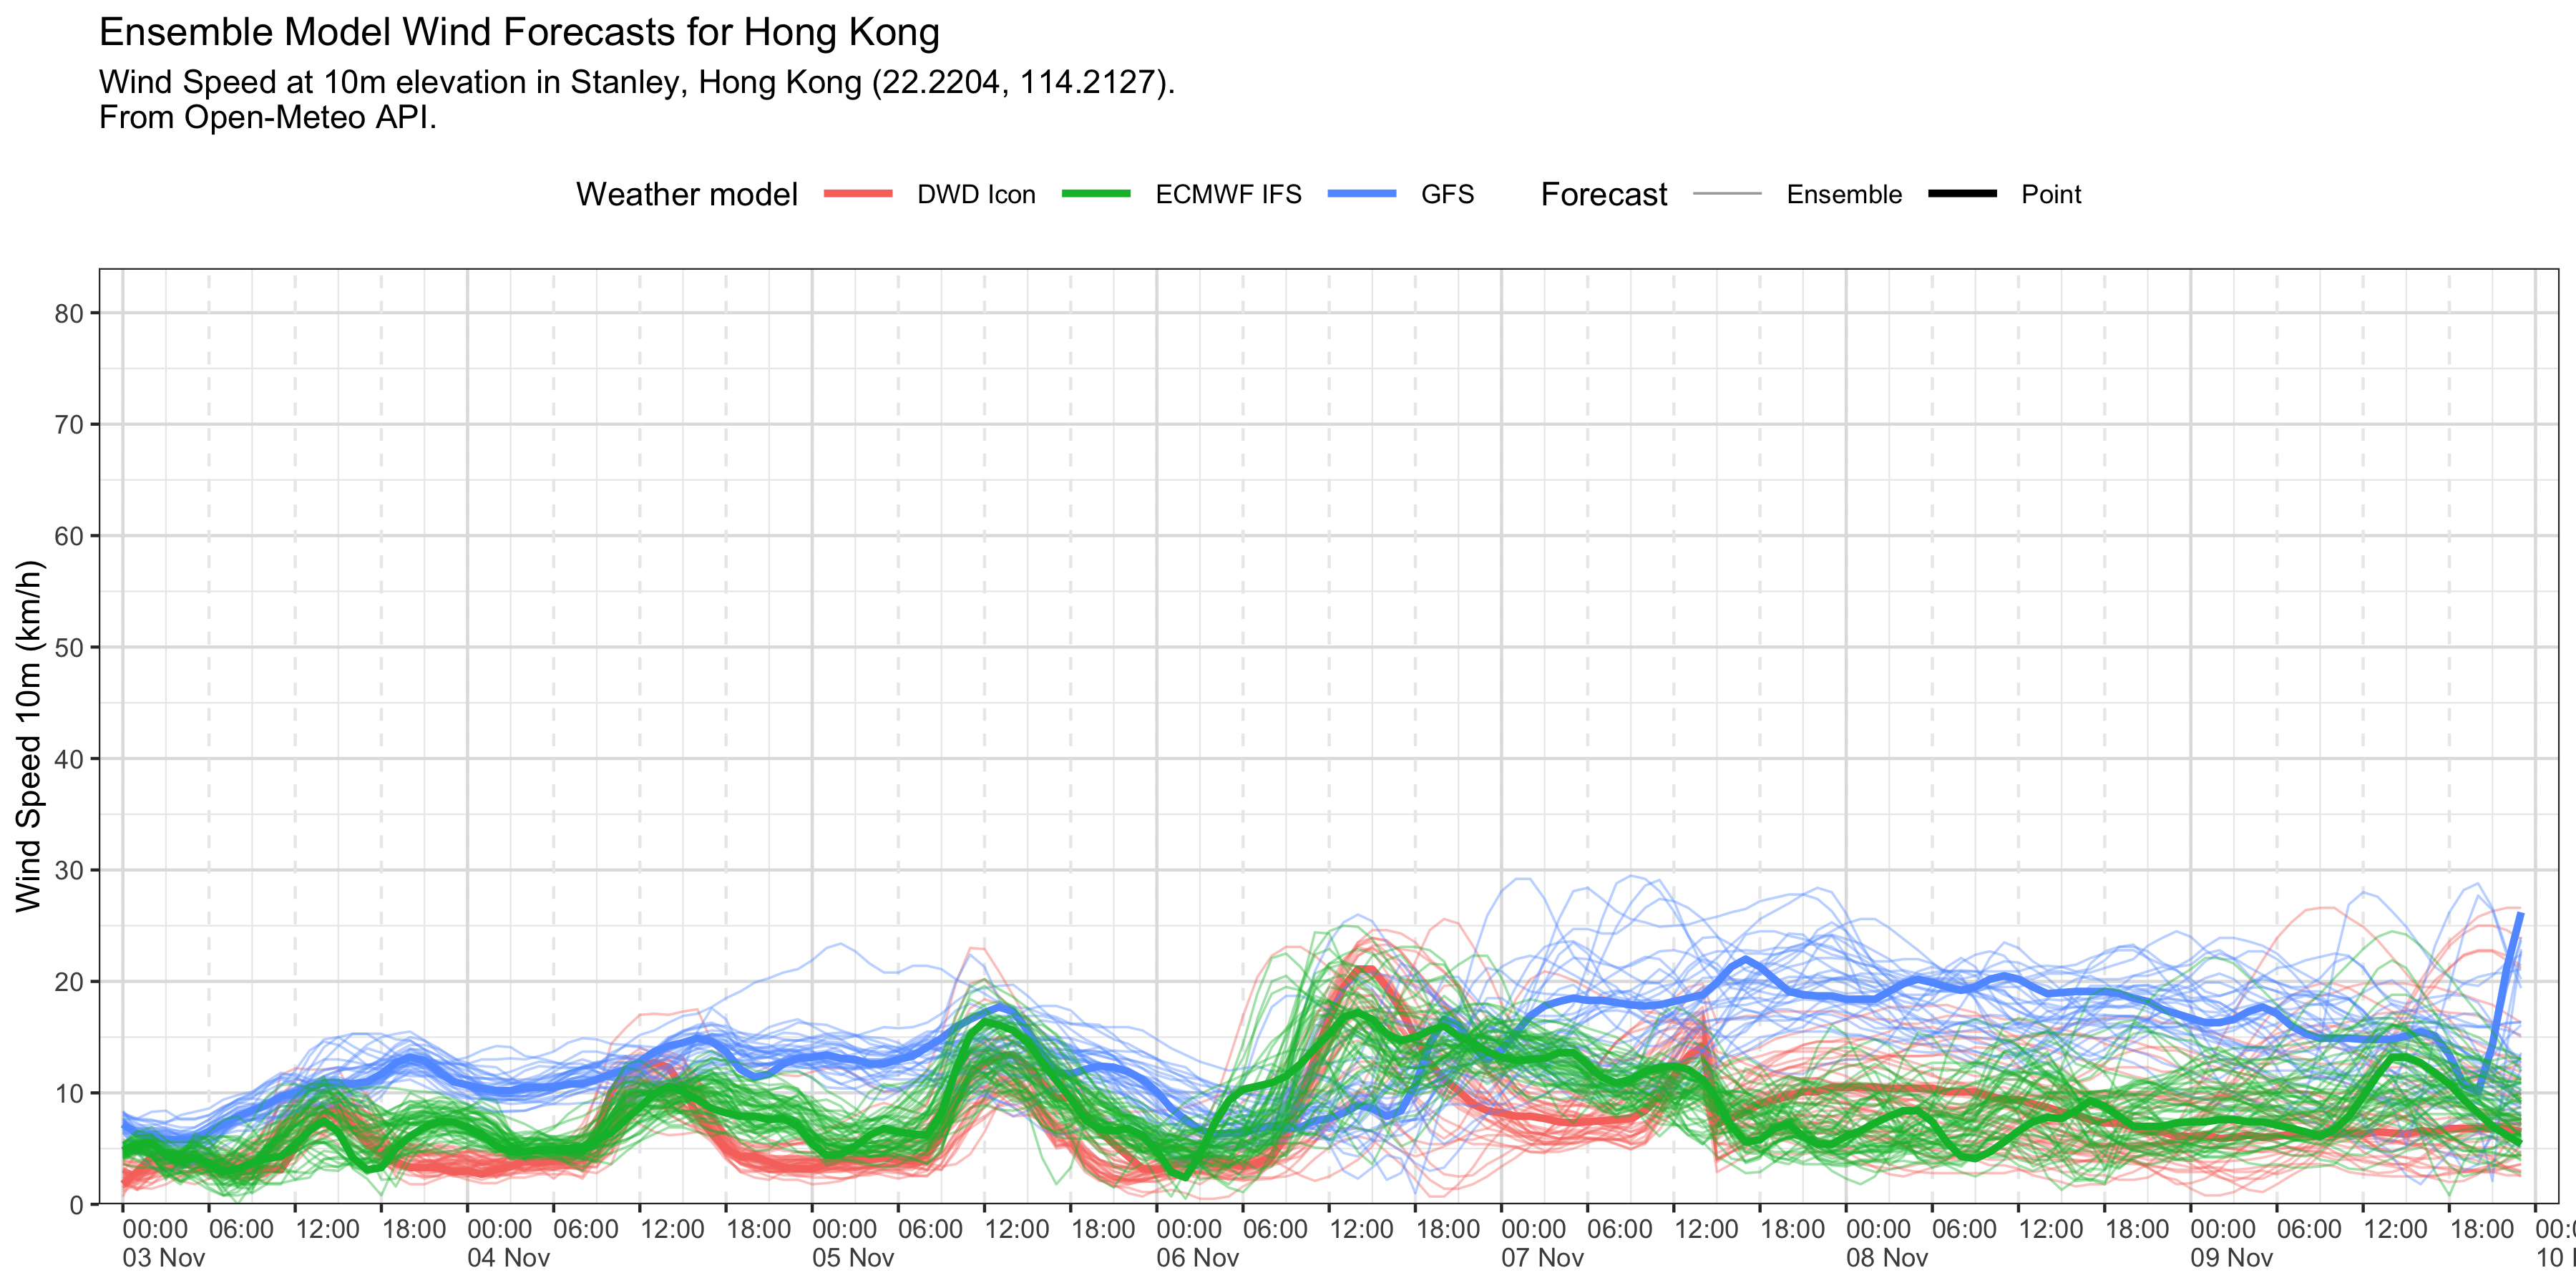 Ensemble Model Wind Forecasts for Hong Kong
Wind Speed at 10m elevation in Stanley, Hong Kong (22.2204, 114.2127).
From Open-Meteo API.
Weather model DWD Icon ECMWF IFS GFS Forecast Ensemble Point
Wind Speed 10m (km/h)
80
70
60
50
40
30
20
10
0
00:00 06:00 12:00 18:00 00:00 06:00 12:00 18:00 00:00 06:00 12:00 18:00 00:00 06:00 12:00 18:00 00:00 06:00 12:00 18:00 00:00 06:00 12:00 18:00 00:00 06:00 12:00 18:00
03 Nov 04 Nov 05 Nov 06 Nov 07 Nov 08 Nov 09 Nov 10